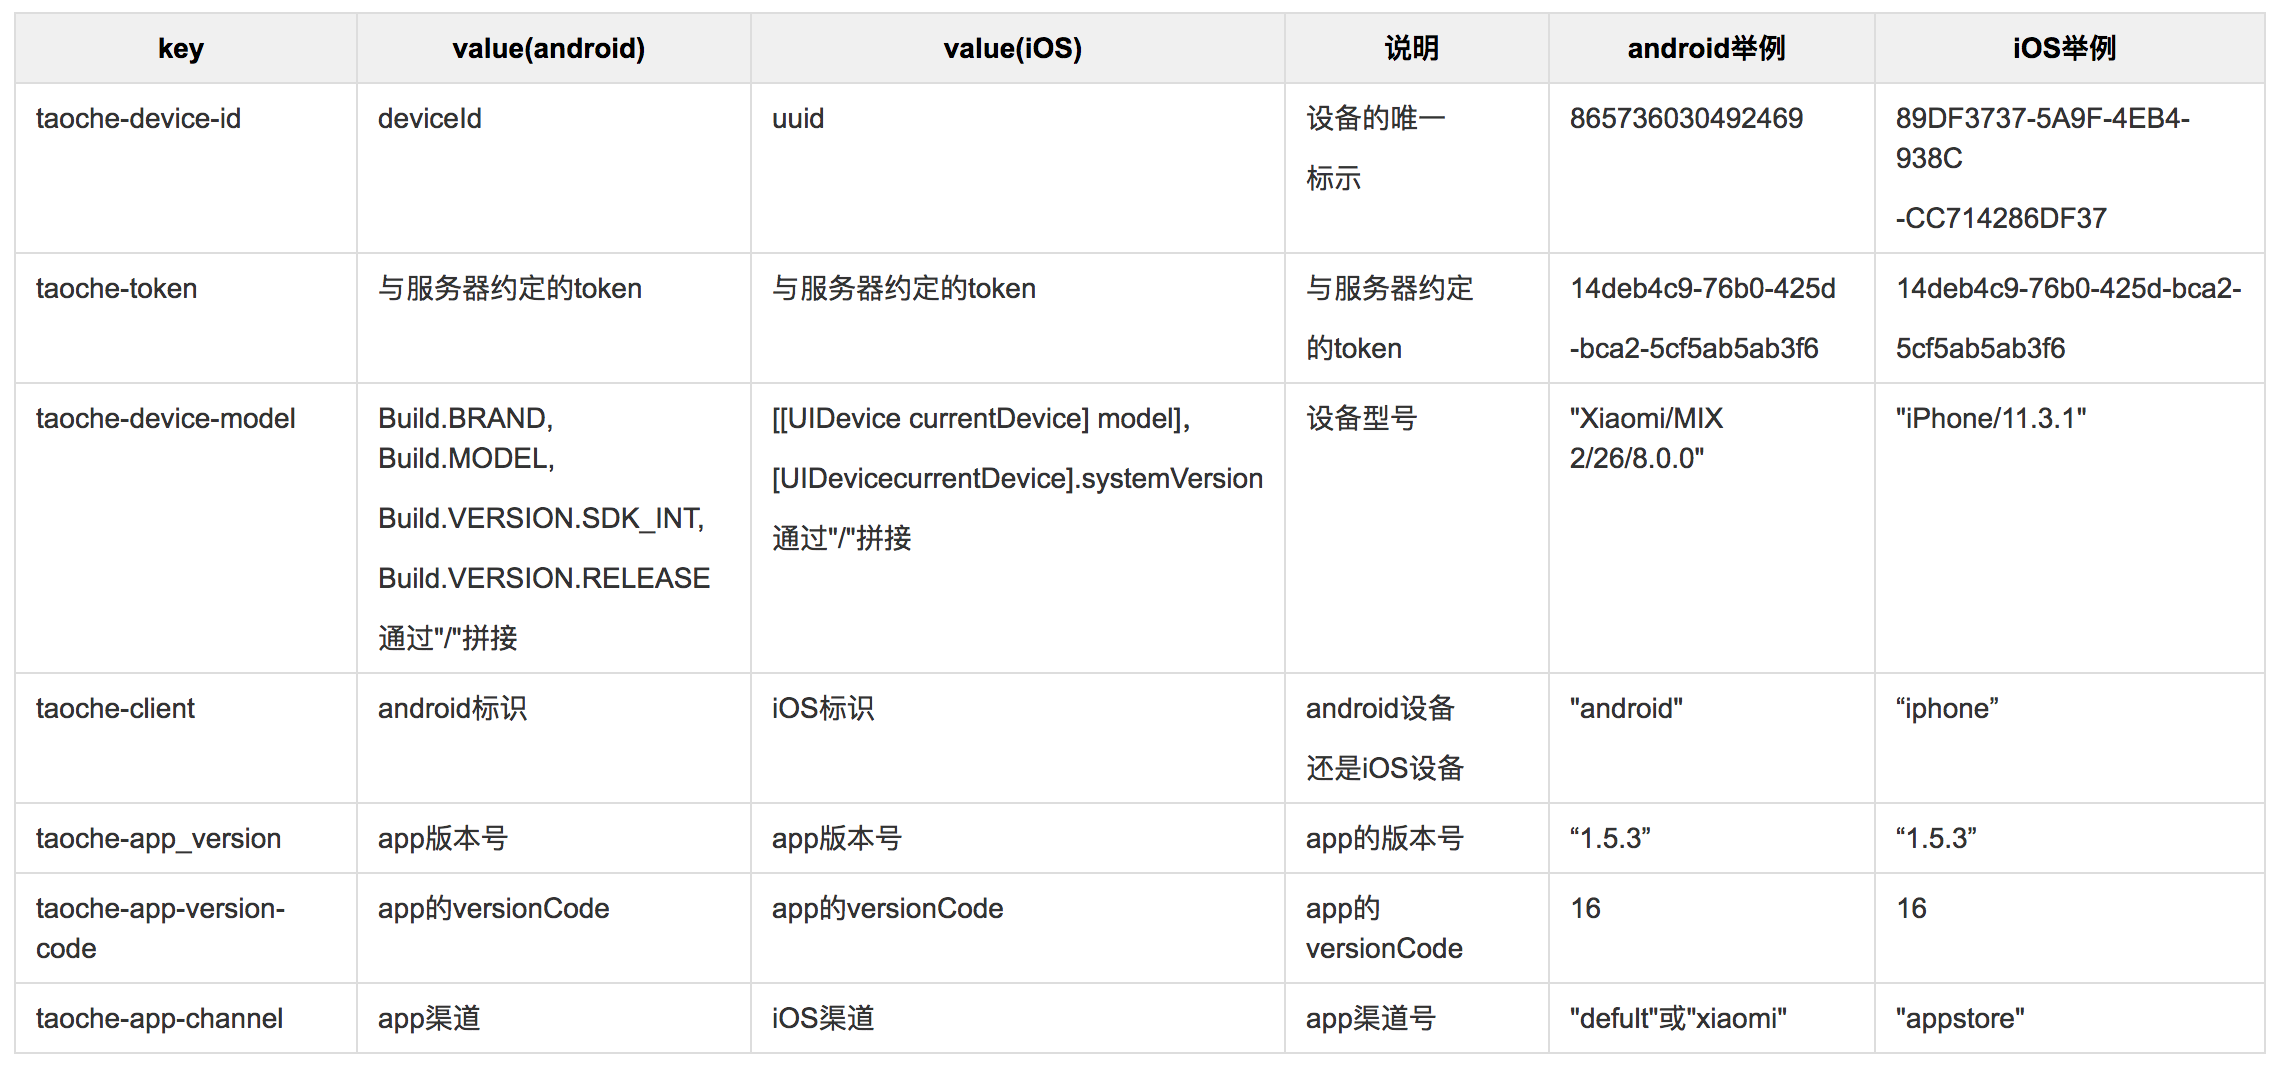 key
value(android)
value(iOS)
说明
android举例
iOS举例
taoche-device-id
deviceId
uuid
设备的唯一
标示
865736030492469
89DF3737-5A9F-4EB4-
938C
-CC714286DF37
taoche-token
与服务器约定的token
与服务器约定的token
与服务器约定
的token
14deb4c9-76b0-425d
-bca2-5cf5ab5ab3f6
14deb4c9-76b0-425d-bca2-
5cf5ab5ab3f6
taoche-device-model
Build.BRAND,
Build.MODEL,
Build.VERSION.SDK_INT,
Build.VERSION.RELEASE
通过"/"拼接
[[UIDevice currentDevice] model],
[UIDevicecurrentDevice].systemVersion
通过"/"拼接
设备型号
"Xiaomi/MIX
2/26/8.0.0"
"iPhone/11.3.1"
taoche-client
android标识
iOS标识
android设备
还是iOS设备
"android"
“iphone”
taoche-app_version
app版本号
app版本号
app的版本号
“1.5.3”
“1.5.3”
taoche-app-version-
code
app的versionCode
app的versionCode
app的
versionCode
16
16
taoche-app-channel
app渠道
iOS渠道
app渠道号
"defult"或"xiaomi"
"appstore"